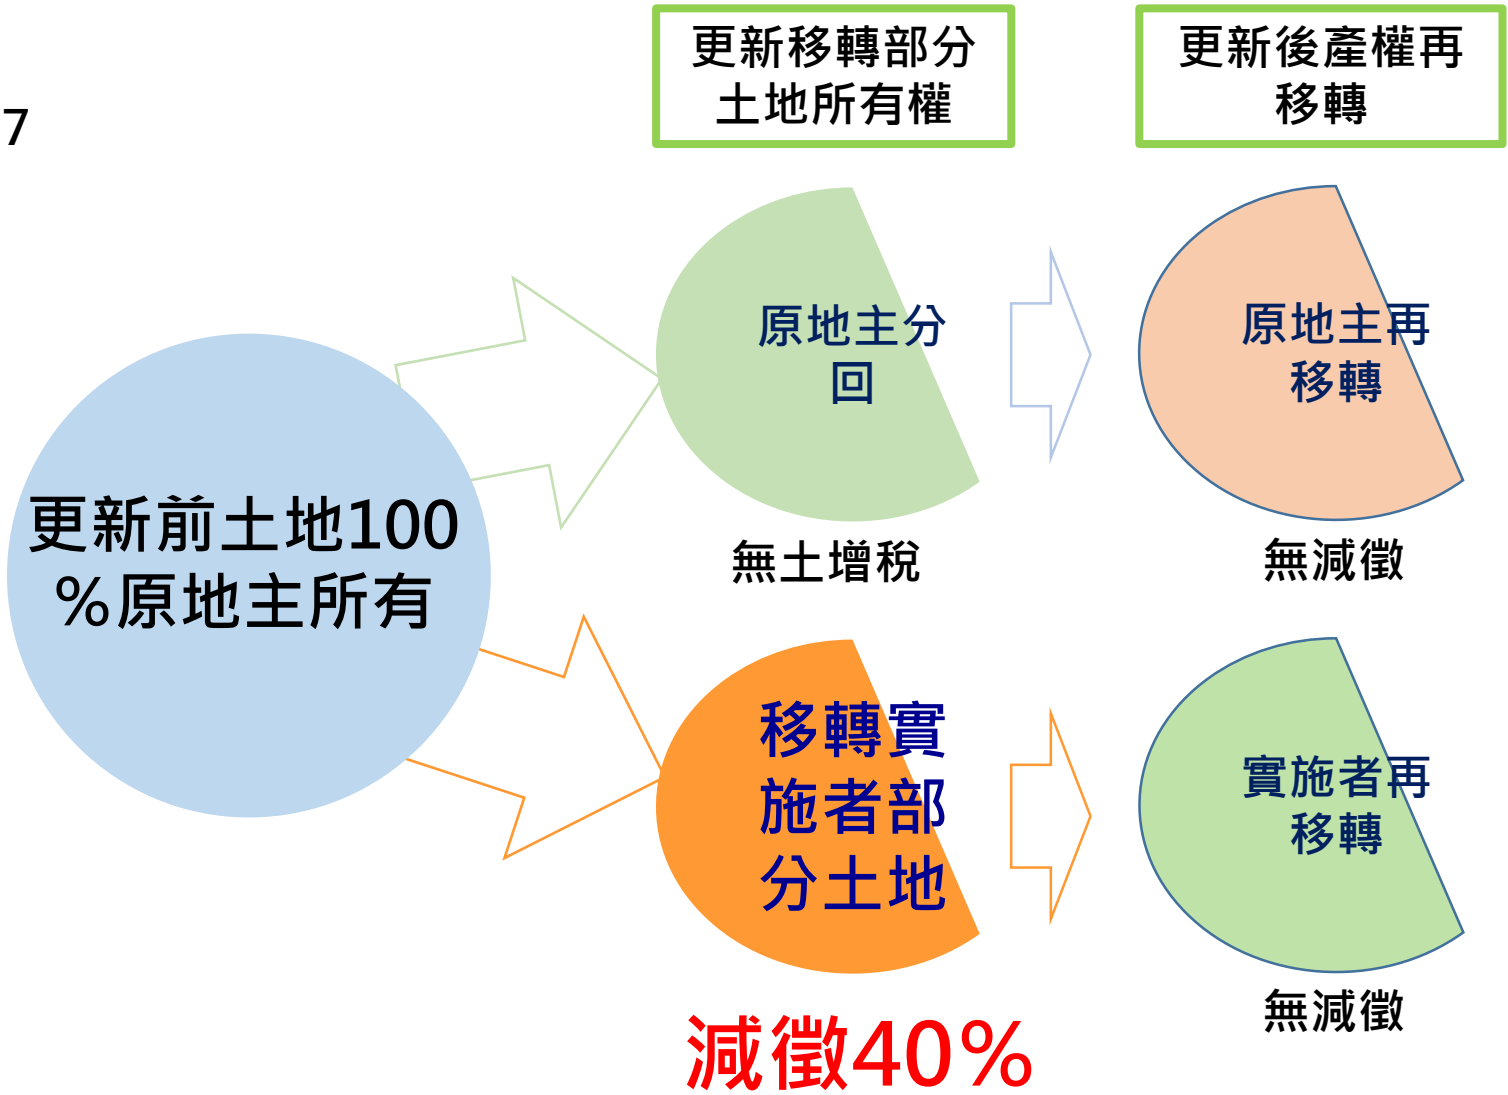 更新移轉部分
土地所有權
更新後產權再
移轉
7
原地主分
回
原地主再
移轉
更新前土地100
%原地主所有
無土增稅
無減徵
移轉實
施者部
分土地
實施者再
移轉
減徵40%
無減徵